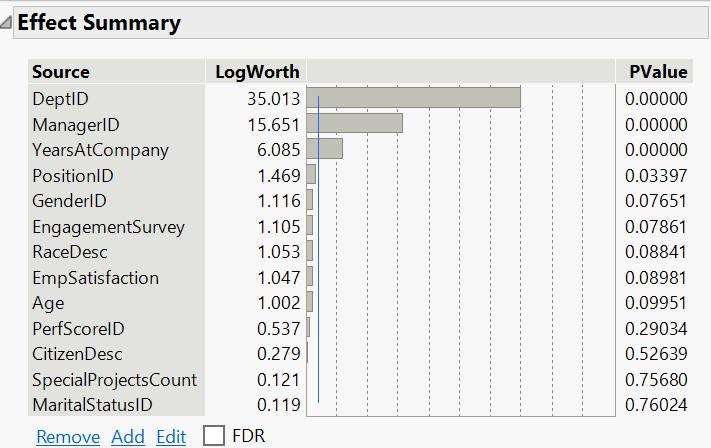 Effect Summary
Source LogWorth PValue
DeptID 35.013 0.00000
ManagerID 15.651 0.00000
YearsAtCompany 6.085 0.00000
PositionID 1.469 0.03397
GenderID 1.116 0.07651
EngagementSurvey 1.105 0.07861
RaceDesc 1.053 0.08841
EmpSatisfaction 1.047 0.08981
Age 1.002 0.09951
PerfScoreID 0.537 0.29034
CitizenDesc 0.279 0.52639
SpecialProjectsCount 0.121 0.75680
MaritalStatusID 0.119 0.76024
Remove Add Edit FDR